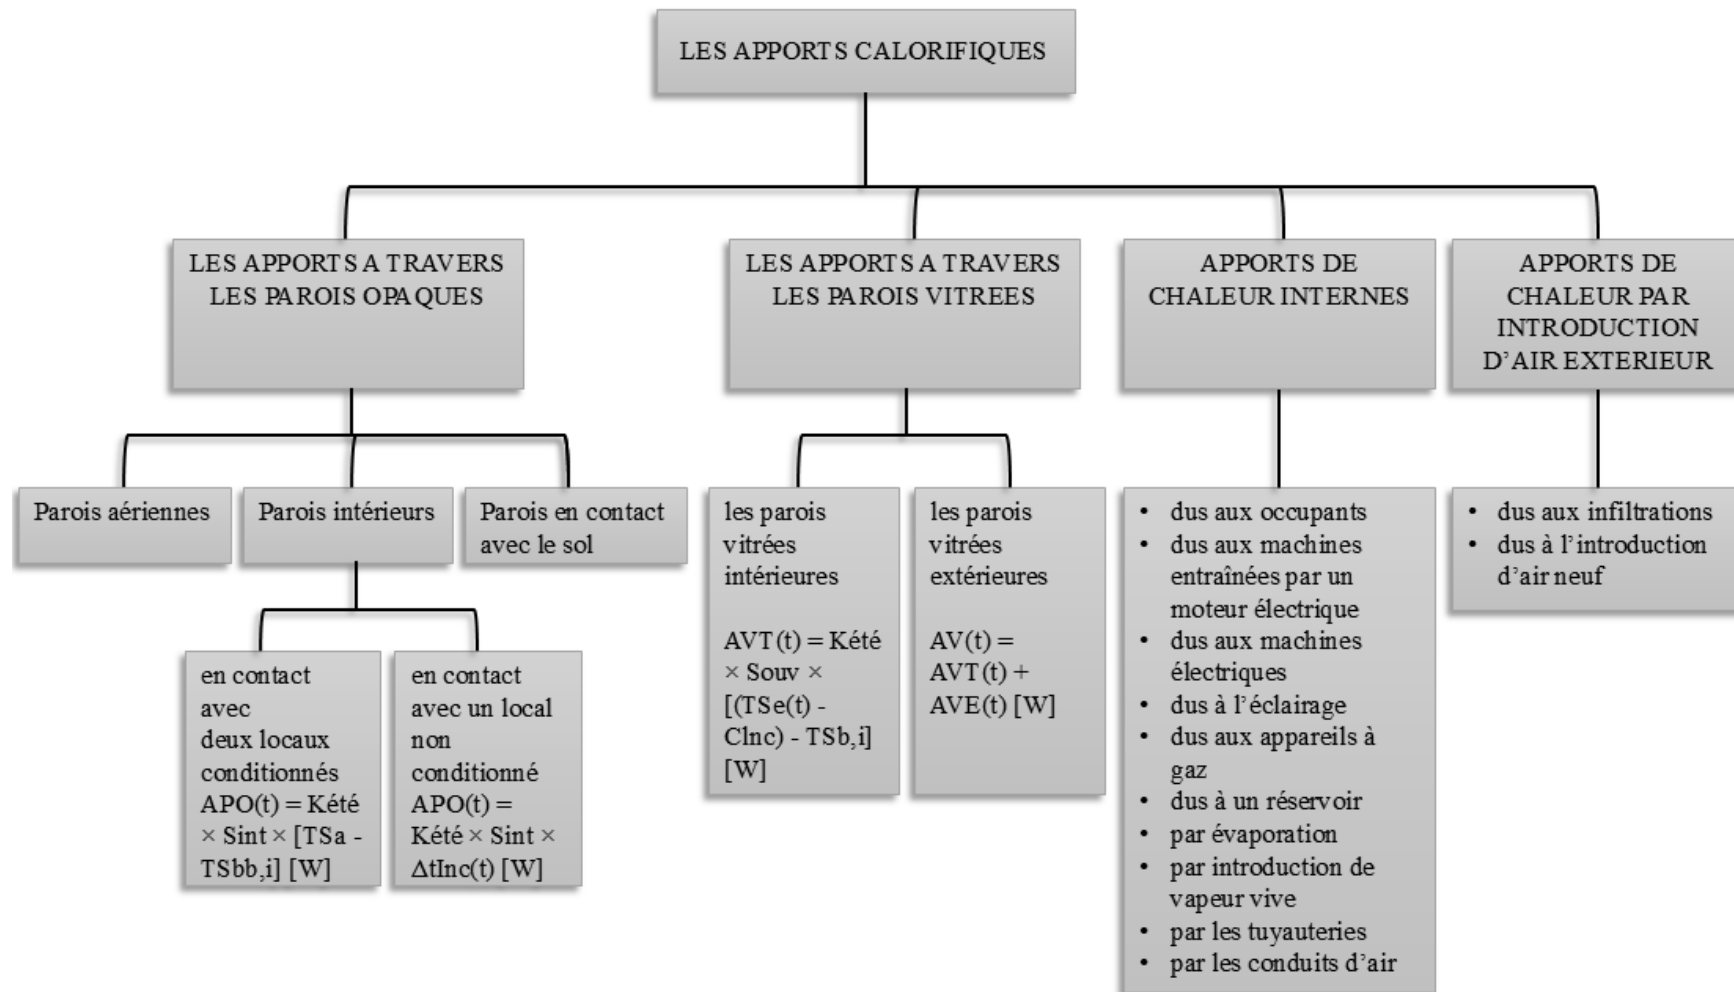 LES APPORTS CALORIFIQUES
LES APPORTS A TRAVERS
LES PAROIS OPAQUES
LES APPORTS A TRAVERS
LES PAROIS VITREES
APPORTS DE
CHALEUR INTERNES
APPORTS DE
CHALEUR PAR
INTRODUCTION
D’AIR EXTERIEUR
Parois aériennes
Parois intérieurs
Parois en contact
avec le sol
les parois
vitrées
intérieures
AVT(t) = Kété
× Souv ×
[(TSe(t) -
Clnc) - TSb,i]
[W]
les parois
vitrées
extérieures
AV(t) =
AVT(t) +
AVE(t) [W]
• dus aux occupants
• dus aux machines
entraînées par un
moteur électrique
• dus aux machines
électriques
• dus à l’éclairage
• dus aux appareils à
gaz
• dus à un réservoir
• par évaporation
• par introduction de
vapeur vive
• par les tuyauteries
• par les conduits d’air
• dus aux infiltrations
• dus à l’introduction
d’air neuf
en contact
avec
deux locaux
conditionnés
APO(t) = Kété
× Sint × [TSa -
TSbb,i] [W]
en contact
avec un local
non
conditionné
APO(t) =
Kété × Sint ×
ΔtInc(t) [W]